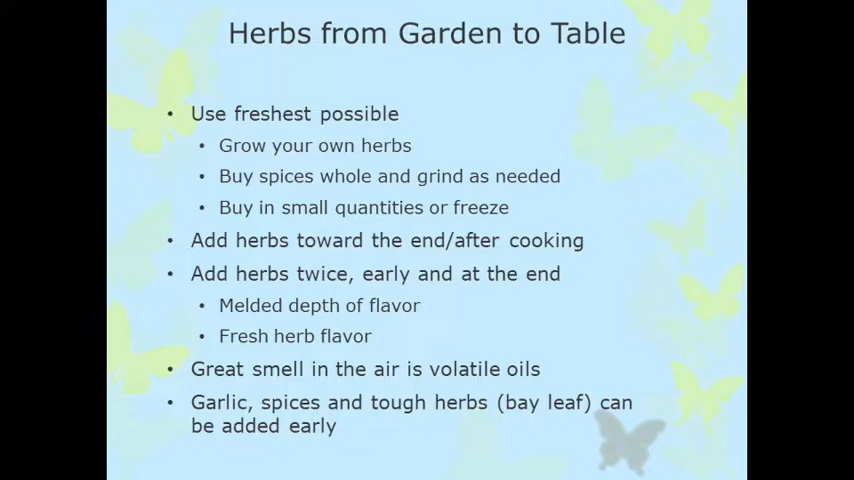 Herbs from Garden to Table
• Use freshest possible
• Grow your own herbs
• Buy spices whole and grind as needed
• Buy in small quantities or freeze
• Add herbs toward the end/after cooking
• Add herbs twice, early and at the end
• Melded depth of flavor
• Fresh herb flavor
• Great smell in the air is volatile oils
• Garlic, spices and tough herbs (bay leaf) can
be added early